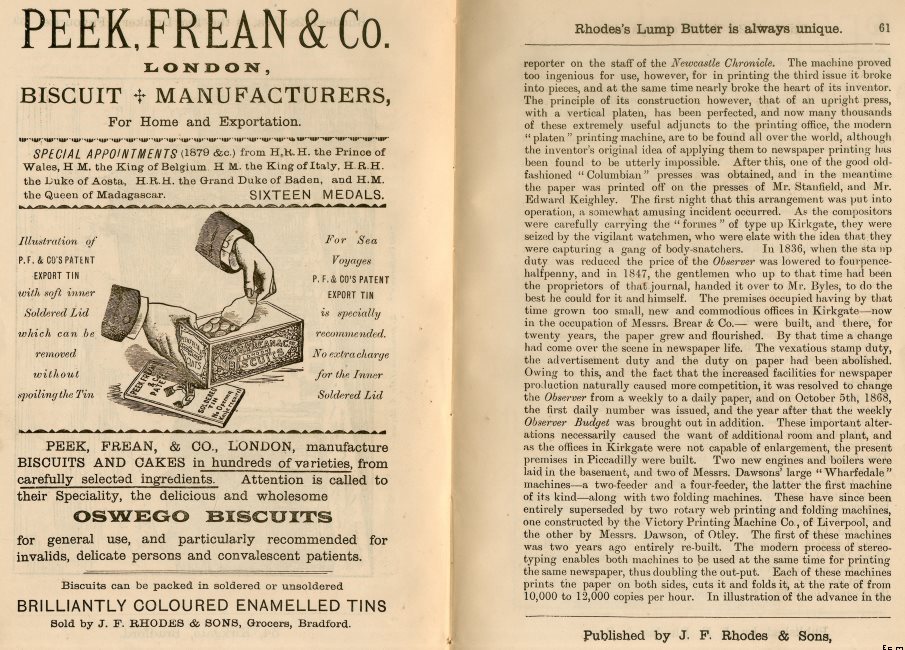 PEEK, FREAN & Co.
LONDON,
BISCUIT ✢ MANUFACTURERS,
For Home and Exportation.
SPECIAL APPOINTMENTS (1879 &c.) from H.R.H. the Prince of
Wales, H M. the King of Belgium H M. the King of Italy, H.R.H.
the Duke of Aosta, H.R.H. the Grand Duke of Baden, and H.M.
the Queen of Madagascar. SIXTEEN MEDALS.
Illustration of
P. F. & CO'S PATENT
EXPORT TIN
with soft inner
Soldered Lid
which can be
removed
without
spoiling the Tin
For Sea
Voyages
P. F. & CO'S PATENT
EXPORT TIN
is specially
recommended.
No extra charge
for the Inner
Soldered Lid
PEEK, FREAN, & CO., LONDON, manufacture
BISCUITS AND CAKES in hundreds of varieties, from
carefully selected ingredients. Attention is called to
their Speciality, the delicious and wholesome
OSWEGO BISCUITS
for general use, and particularly recommended for
invalids, delicate persons and convalescent patients.
Biscuits can be packed in soldered or unsoldered
BRILLIANTLY COLOURED ENAMELLED TINS
Sold by J. F. RHODES & SONS, Grocers, Bradford.
Rhodes's Lump Butter is always unique. 61
reporter on the staff of the Newcastle Chronicle. The machine proved
too ingenious for use, however, for in printing the third issue it broke
into pieces, and at the same time nearly broke the heart of its inventor.
The principle of its construction however, that of an upright press,
with a vertical platen, has been perfected, and now many thousands
of these extremely useful adjuncts to the printing office, the modern
"platen" printing machine, are to be found all over the world, although
the inventor's original idea of applying them to newspaper printing has
been found to be utterly impossible. After this, one of the good old-
fashioned "Columbian" presses was obtained, and in the meantime
the paper was printed off on the presses of Mr. Stanfield, and Mr.
Edward Keighley. The first night that this arrangement was put into
operation, a somewhat amusing incident occurred. As the compositors
were carefully carrying the "formes" of type up Kirkgate, they were
seized by the vigilant watchmen, who were elate with the idea that they
were capturing a gang of body-snatchers. In 1836, when the stamp
duty was reduced the price of the Observer was lowered to fourpence-
halfpenny, and in 1847, the gentlemen who up to that time had been
the proprietors of that journal, handed it over to Mr. Byles, to do the
best he could for it and himself. The premises occupied having by that
time grown too small, new and commodious offices in Kirkgate—now
in the occupation of Messrs. Brear & Co.— were built, and there, for
twenty years, the paper grew and flourished. By that time a change
had come over the scene in newspaper life. The vexatious stamp duty,
the advertisement duty and the duty on paper had been abolished.
Owing to this, and the fact that the increased facilities for newspaper
production naturally caused more competition, it was resolved to change
the Observer from a weekly to a daily paper, and on October 5th, 1868,
the first daily number was issued, and the year after that the weekly
Observer Budget was brought out in addition. These important alter-
ations necessarily caused the want of additional room and plant, and
as the offices in Kirkgate were not capable of enlargement, the present
premises in Piccadilly were built. Two new engines and boilers were
laid in the basement, and two of Messrs. Dawsons' large "Wharfedale"
machines—a two-feeder and a four-feeder, the latter the first machine
of its kind—along with two folding machines. These have since been
entirely superseded by two rotary web printing and folding machines,
one constructed by the Victory Printing Machine Co., of Liverpool, and
the other by Messrs. Dawson, of Otley. The first of these machines
was two years ago entirely re-built. The modern process of stereo-
typing enables both machines to be used at the same time for printing
the same newspaper, thus doubling the out-put. Each of these machines
prints the paper on both sides, cuts it and folds it, at the rate of from
10,000 to 12,000 copies per hour. In illustration of the advance in the
Published by J. F. Rhodes & Sons,